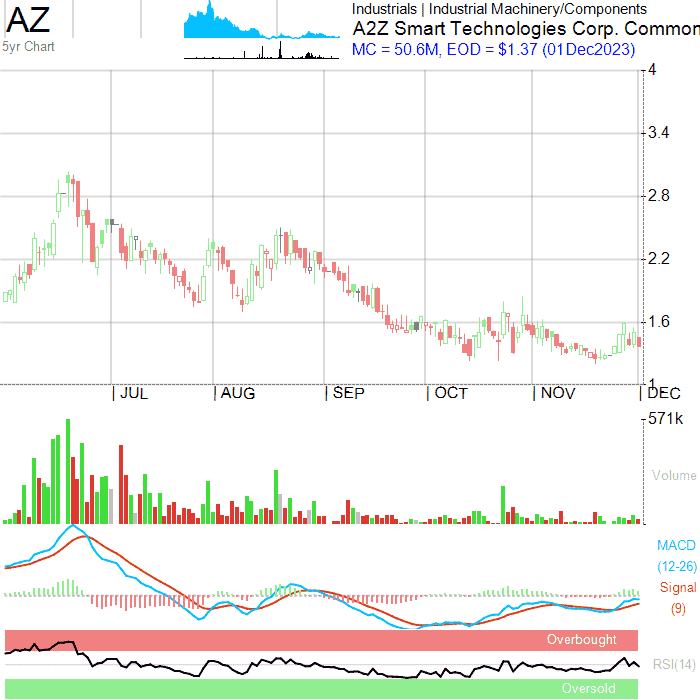 AZ
5yr Chart
Industrials | Industrial Machinery/Components
A2Z Smart Technologies Corp. Common
MC = 50.6M, EOD = $1.37 (01Dec2023)
4
3.4
2.8
2.2
1.6
1
JUL AUG SEP OCT NOV DEC
571k
Volume
MACD
(12-26)
Signal
(9)
Overbought
RSI(14)
Oversold